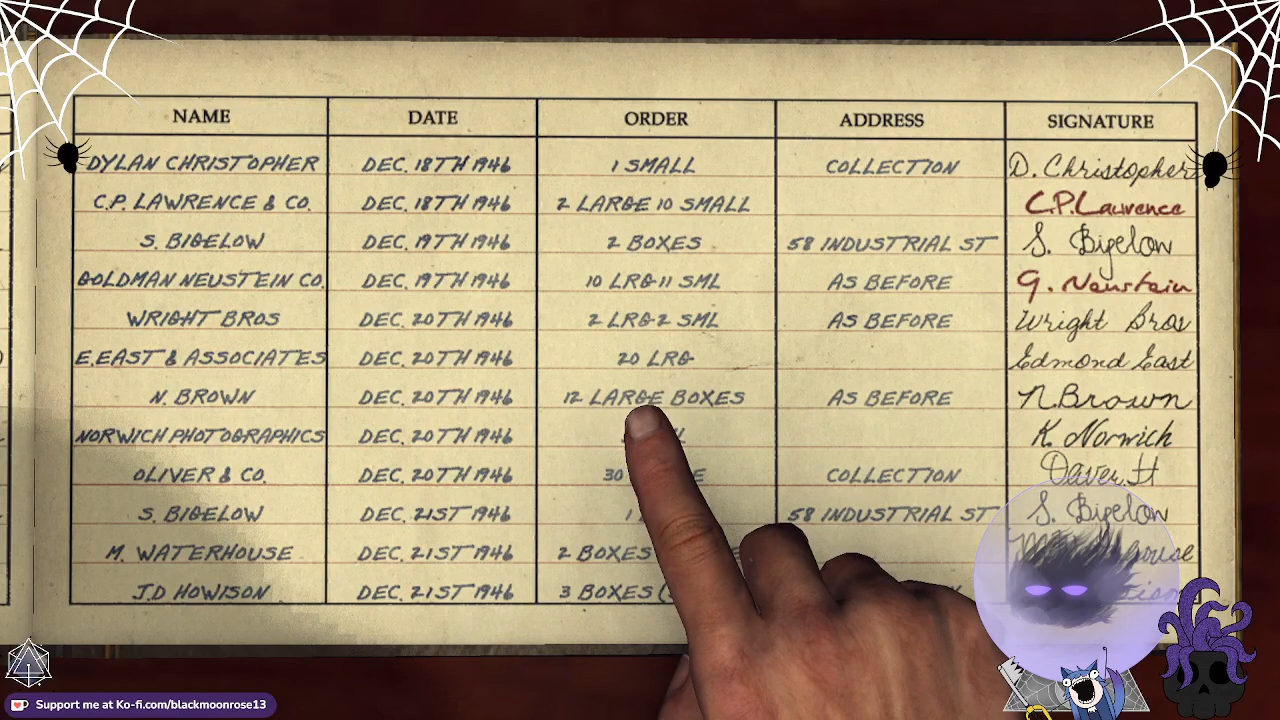 NAME DATE ORDER ADDRESS SIGNATURE
DYLAN CHRISTOPHER DEC. 18TH 1946 1 SMALL COLLECTION D. Christopher
C.P. LAWRENCE & CO. DEC. 18TH 1946 2 LARGE 10 SMALL C.P. Lawrence
S. BIGELOW DEC. 19TH 1946 2 BOXES 58 INDUSTRIAL ST S. Bigelow
GOLDMAN NEUSTEIN CO. DEC. 19TH 1946 10 LRG 11 SML AS BEFORE G. Neustein
WRIGHT BROS DEC. 20TH 1946 2 LRG 2 SML AS BEFORE Wright Bros
E.EAST & ASSOCIATES DEC. 20TH 1946 20 LRG Edmond East
N. BROWN DEC. 20TH 1946 12 LARGE BOXES AS BEFORE N. Brown
NORWICH PHOTOGRAPHICS DEC. 20TH 1946 K. Norwich
OLIVER & CO. DEC. 20TH 1946 30 COLLECTION
S. BIGELOW DEC. 21ST 1946 1 58 INDUSTRIAL ST S. Bigelow
M. WATERHOUSE DEC. 21ST 1946 2 BOXES
J.D HOWISON DEC. 21ST 1946 3 BOXES
Support me at Ko-fi.com/blackmoonrose13